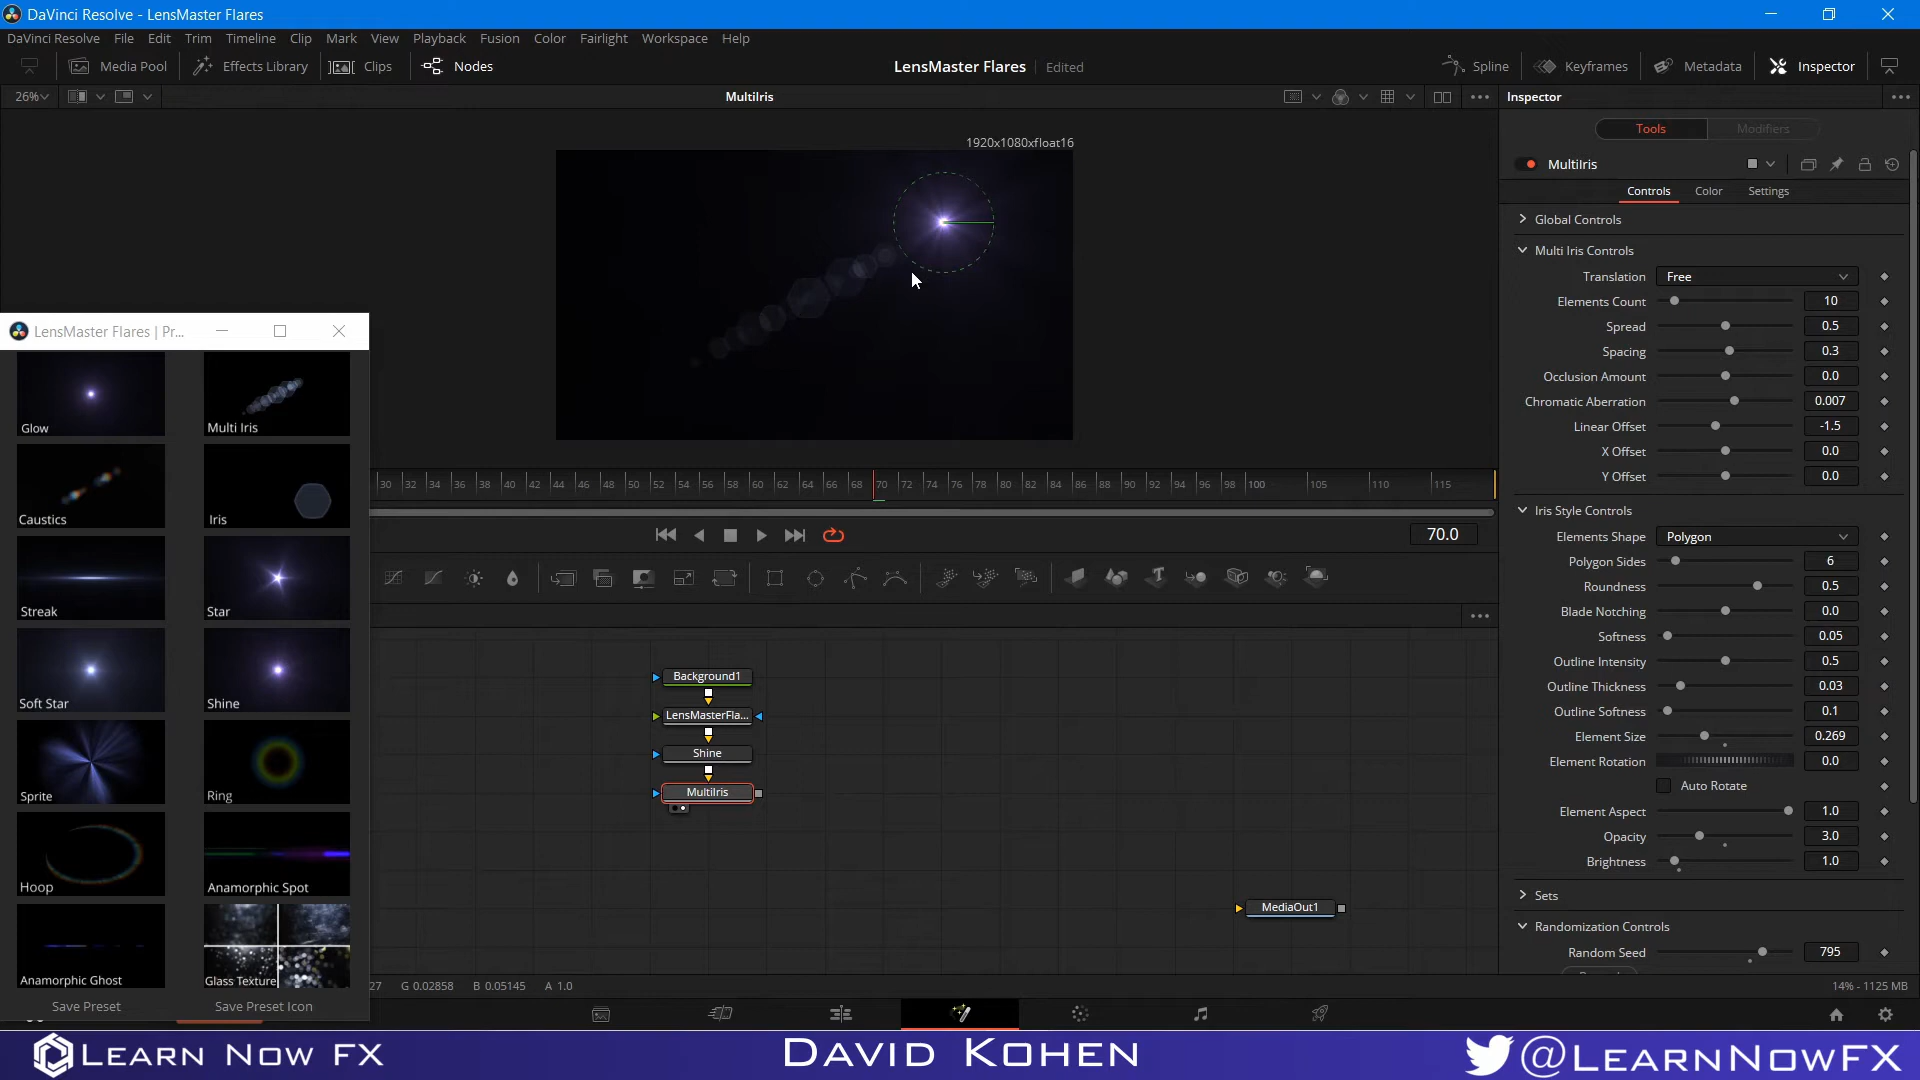 DaVinci Resolve - LensMaster Flares
DaVinci Resolve File Edit Trim Timeline Clip Mark View Playback Fusion Color Fairlight Workspace Help
Media Pool Effects Library Clips Nodes LensMaster Flares Edited Spline Keyframes Metadata Inspector
26% MultiIris Inspector
1920x1080xfloat16
Tools Modifiers
MultiIris
Controls Color Settings
Global Controls
Multi Iris Controls
Translation Free
Elements Count 10
Spread 0.5
Spacing 0.3
Occlusion Amount 0.0
Chromatic Aberration 0.007
Linear Offset -1.5
X Offset 0.0
Y Offset 0.0
Iris Style Controls
Elements Shape Polygon
Polygon Sides 6
Roundness 0.5
Blade Notching 0.0
Softness 0.05
Outline Intensity 0.5
Outline Thickness 0.03
Outline Softness 0.1
Element Size 0.269
Element Rotation 0.0
Auto Rotate
Element Aspect 1.0
Opacity 3.0
Brightness 1.0
Sets
Randomization Controls
Random Seed 795
LensMaster Flares | Pr...
Glow Multi Iris
Caustics Iris
Streak Star
Soft Star Shine
Sprite Ring
Hoop Anamorphic Spot
Anamorphic Ghost Glass Texture
Save Preset Save Preset Icon
30 32 34 36 38 40 42 44 46 48 50 52 54 56 58 60 62 64 66 68 70 72 74 76 78 80 82 84 86 88 90 92 94 96 98 100 105 110 115
70.0
Background1
LensMasterFla...
Shine
MultiIris
MediaOut1
27 G 0.02858 B 0.05145 A 1.0
14% - 1125 MB
Learn Now FX David Kohen @LearnNowFX